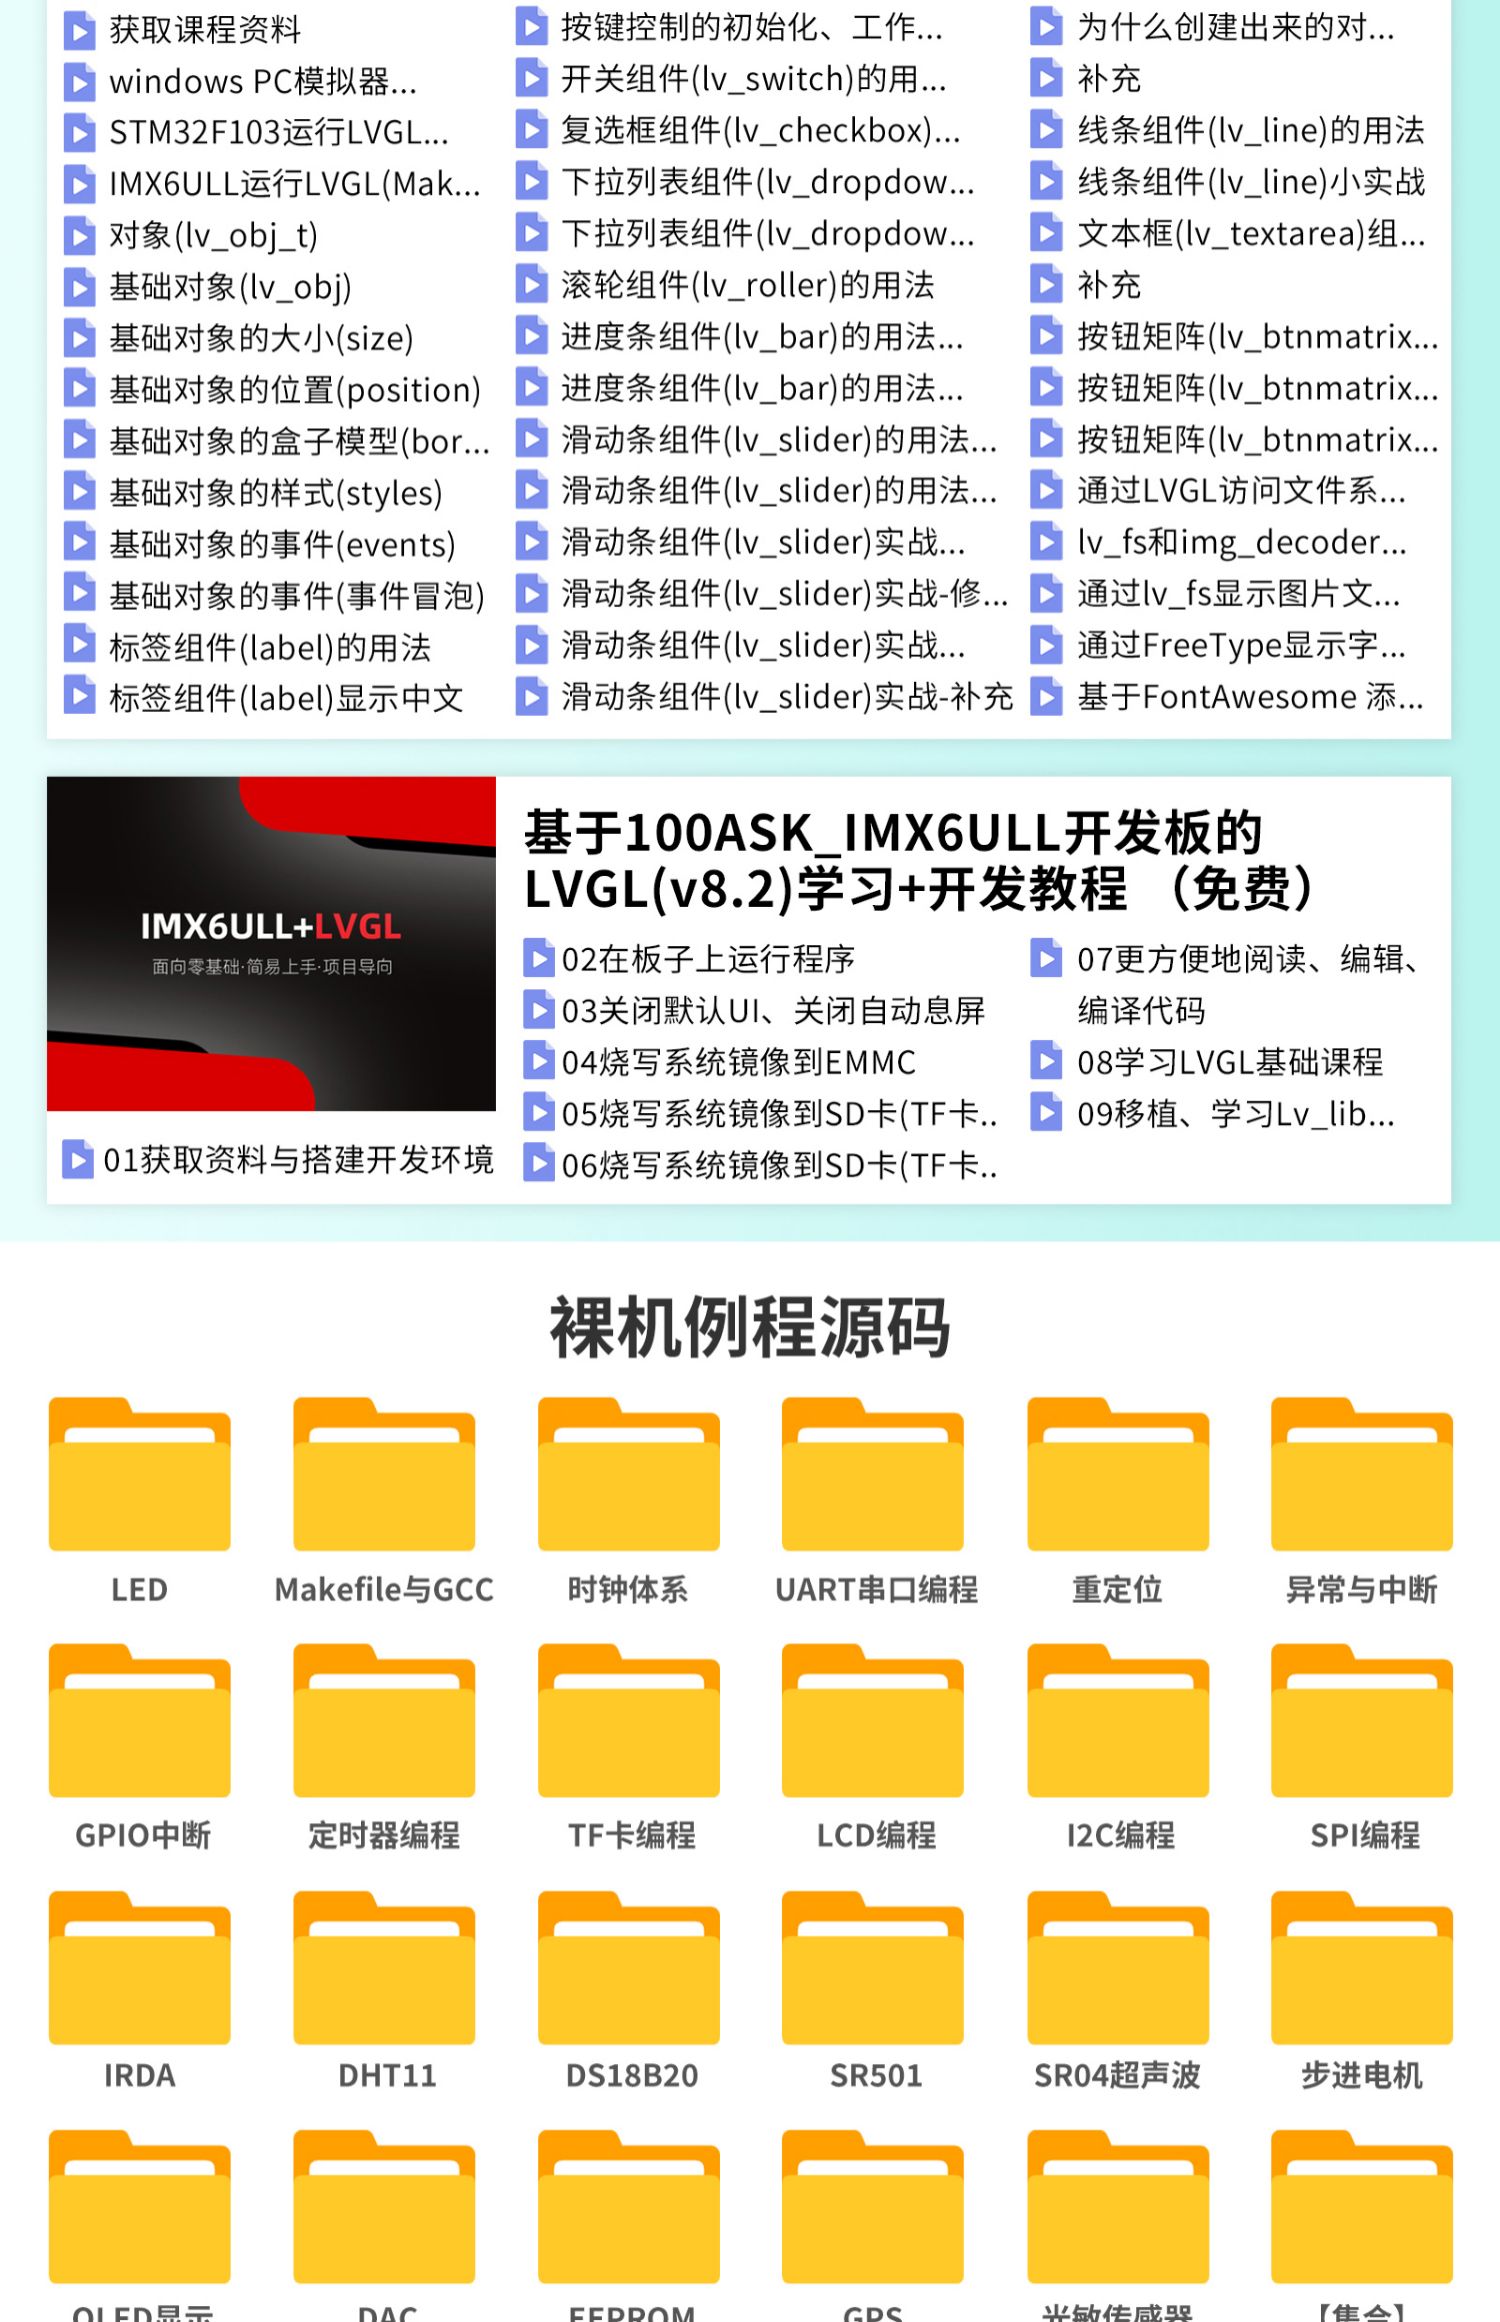 获取课程资料
windows PC模拟器...
STM32F103运行LVGL...
IMX6ULL运行LVGL(Mak...
对象(lv_obj_t)
基础对象(lv_obj)
基础对象的大小(size)
基础对象的位置(position)
基础对象的盒子模型(bor...
基础对象的样式(styles)
基础对象的事件(events)
基础对象的事件(事件冒泡)
标签组件(label)的用法
标签组件(label)显示中文
按键控制的初始化、工作...
开关组件(lv_switch)的用...
复选框组件(lv_checkbox)...
下拉列表组件(lv_dropdow...
下拉列表组件(lv_dropdow...
滚轮组件(lv_roller)的用法
进度条组件(lv_bar)的用法...
进度条组件(lv_bar)的用法...
滑动条组件(lv_slider)的用法...
滑动条组件(lv_slider)的用法...
滑动条组件(lv_slider)实战...
滑动条组件(lv_slider)实战-修...
滑动条组件(lv_slider)实战...
滑动条组件(lv_slider)实战-补充
为什么创建出来的对...
补充
线条组件(lv_line)的用法
线条组件(lv_line)小实战
文本框(lv_textarea)组...
补充
按钮矩阵(lv_btnmatrix...
按钮矩阵(lv_btnmatrix...
按钮矩阵(lv_btnmatrix...
通过LVGL访问文件系...
lv_fs和img_decoder...
通过lv_fs显示图片文...
通过FreeType显示字...
基于FontAwesome 添...
IMX6ULL+LVGL
面向零基础·简易上手·项目导向
01获取资料与搭建开发环境
基于100ASK_IMX6ULL开发板的
LVGL(v8.2)学习+开发教程 （免费）
02在板子上运行程序
03关闭默认UI、关闭自动息屏
04烧写系统镜像到EMMC
05烧写系统镜像到SD卡(TF卡..
06烧写系统镜像到SD卡(TF卡..
07更方便地阅读、编辑、
编译代码
08学习LVGL基础课程
09移植、学习Lv_lib...
裸机例程源码
LED
Makefile与GCC
时钟体系
UART串口编程
重定位
异常与中断
GPIO中断
定时器编程
TF卡编程
LCD编程
I2C编程
SPI编程
IRDA
DHT11
DS18B20
SR501
SR04超声波
步进电机
OLED显示
DAC
EEPROM
GPS
光敏传感器
【集合】